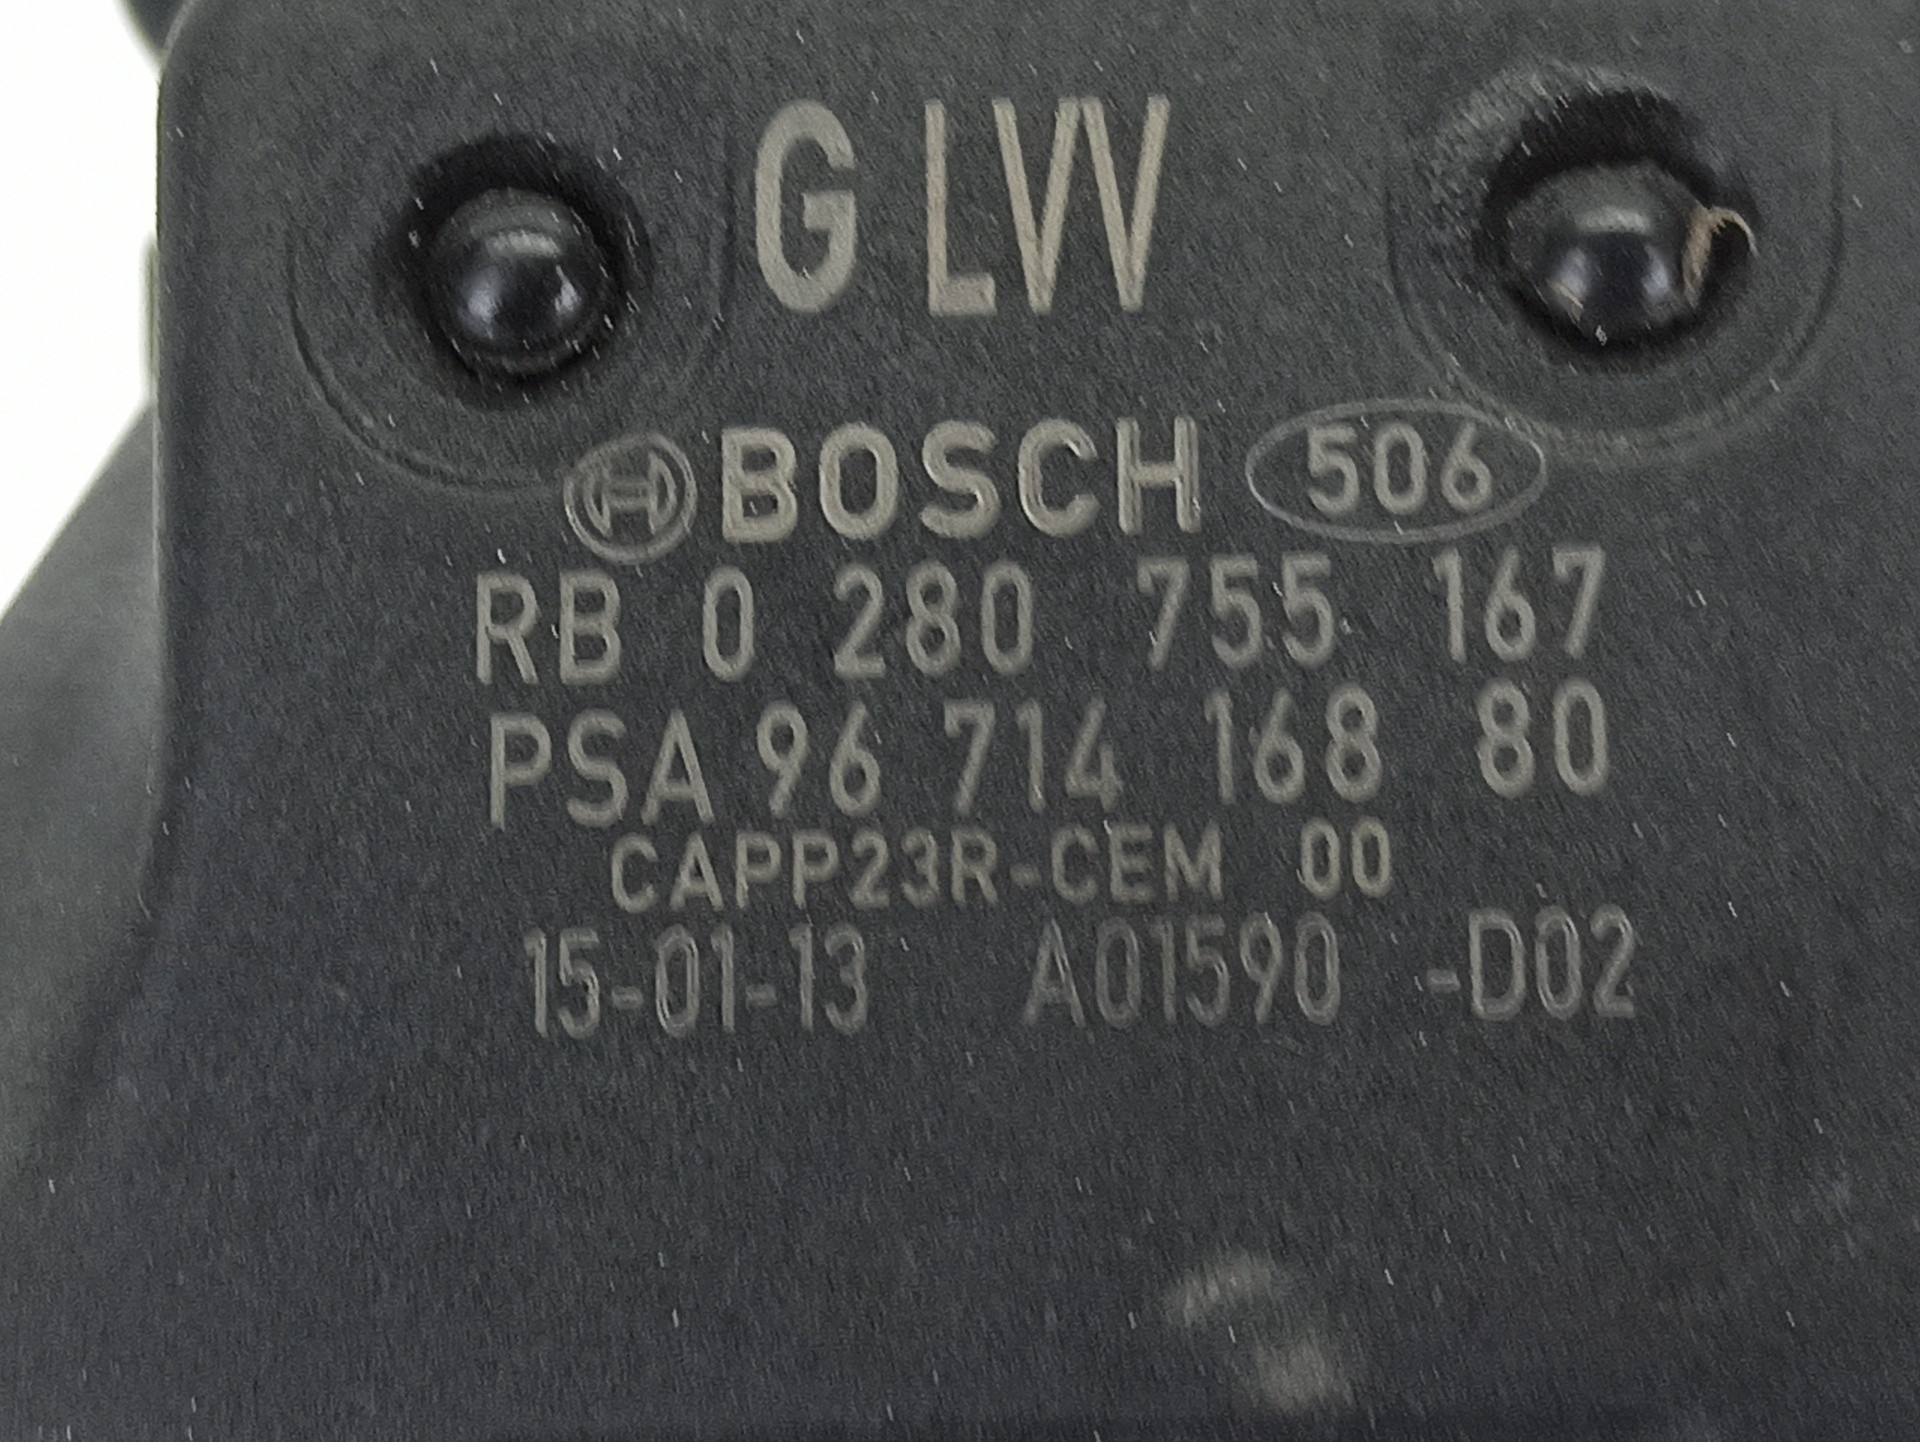 G LVV
BOSCH 506
RB 0 280 755 167
PSA 96 714 168 80
CAPP23R-CEM 00
15-01-13 A01590 -D02